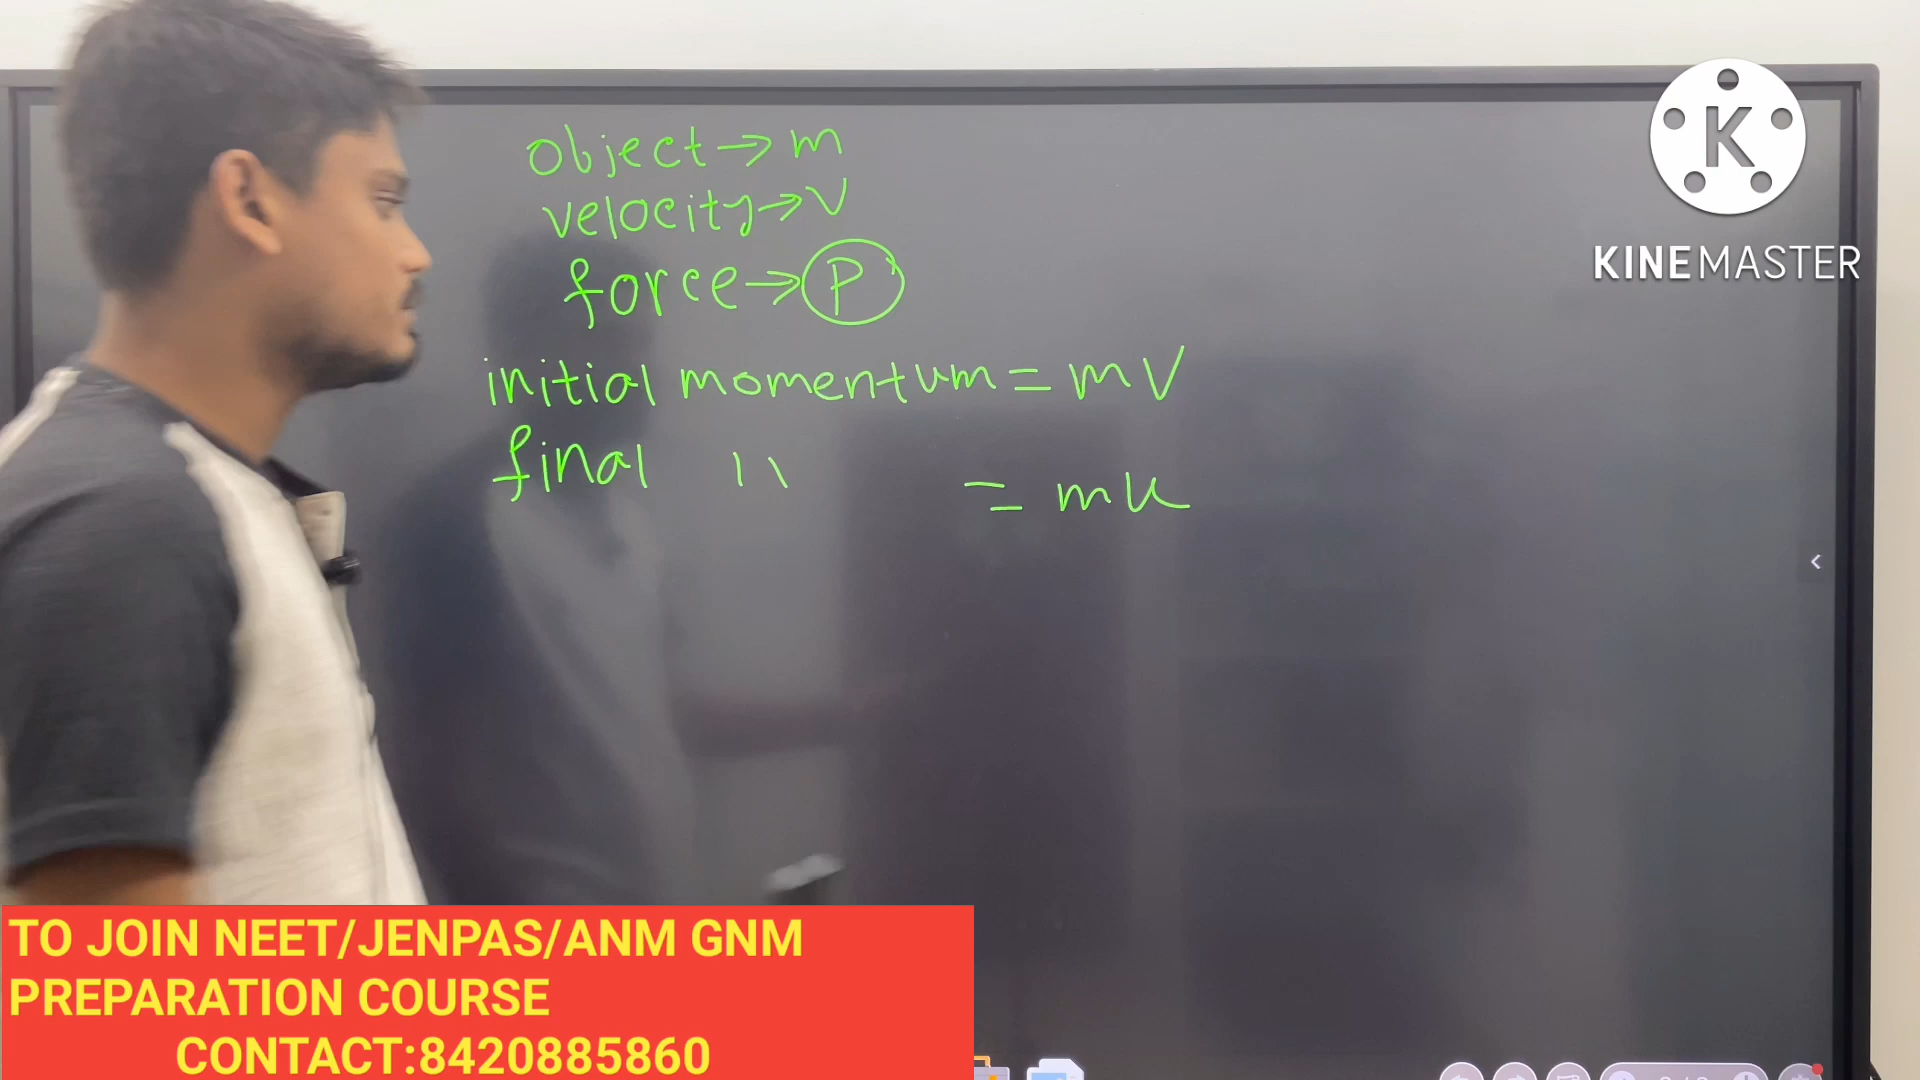 object → m
velocity → v
force → P
initial momentum = mv
final 11 = mu
K
KINEMASTER
TO JOIN NEET/JENPAS/ANM GNM
PREPARATION COURSE
CONTACT:8420885860